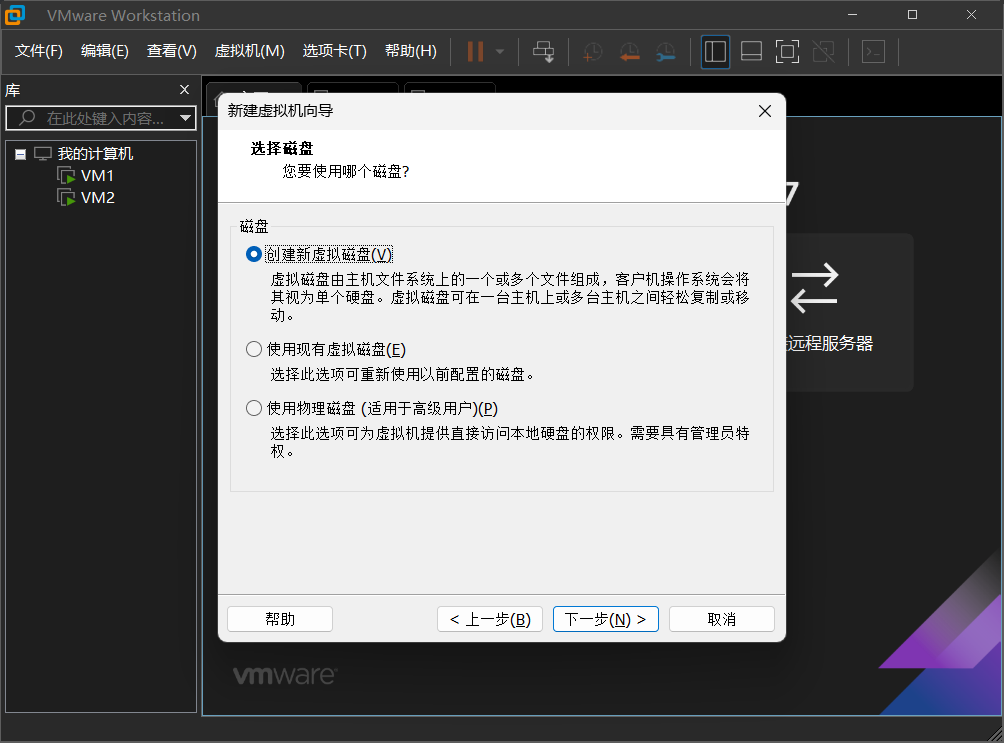 VMware Workstation
文件(F) 编辑(E) 查看(V) 虚拟机(M) 选项卡(T) 帮助(H)
库
在此处键入内容...
我的计算机
VM1
VM2
新建虚拟机向导
选择磁盘
您要使用哪个磁盘?
磁盘
创建新虚拟磁盘(V)
虚拟磁盘由主机文件系统上的一个或多个文件组成，客户机操作系统会将
其视为单个硬盘。虚拟磁盘可在一台主机上或多台主机之间轻松复制或移
动。
使用现有虚拟磁盘(E)
选择此选项可重新使用以前配置的磁盘。
使用物理磁盘 (适用于高级用户)(P)
选择此选项可为虚拟机提供直接访问本地硬盘的权限。需要具有管理员特
权。
帮助
< 上一步(B)
下一步(N) >
取消
7
远程服务器
vmware